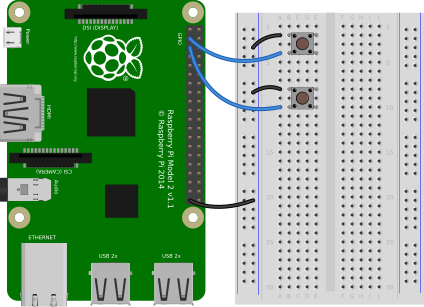 DSI (DISPLAY)
Power
GPIO
HDMI
Raspberry Pi Model 2 v1.1
© Raspberry Pi 2014
CSI (CAMERA)
Audio
ETHERNET
USB 2x
USB 2x
A B C D E
F G H I J
A B C D E
F G H I J